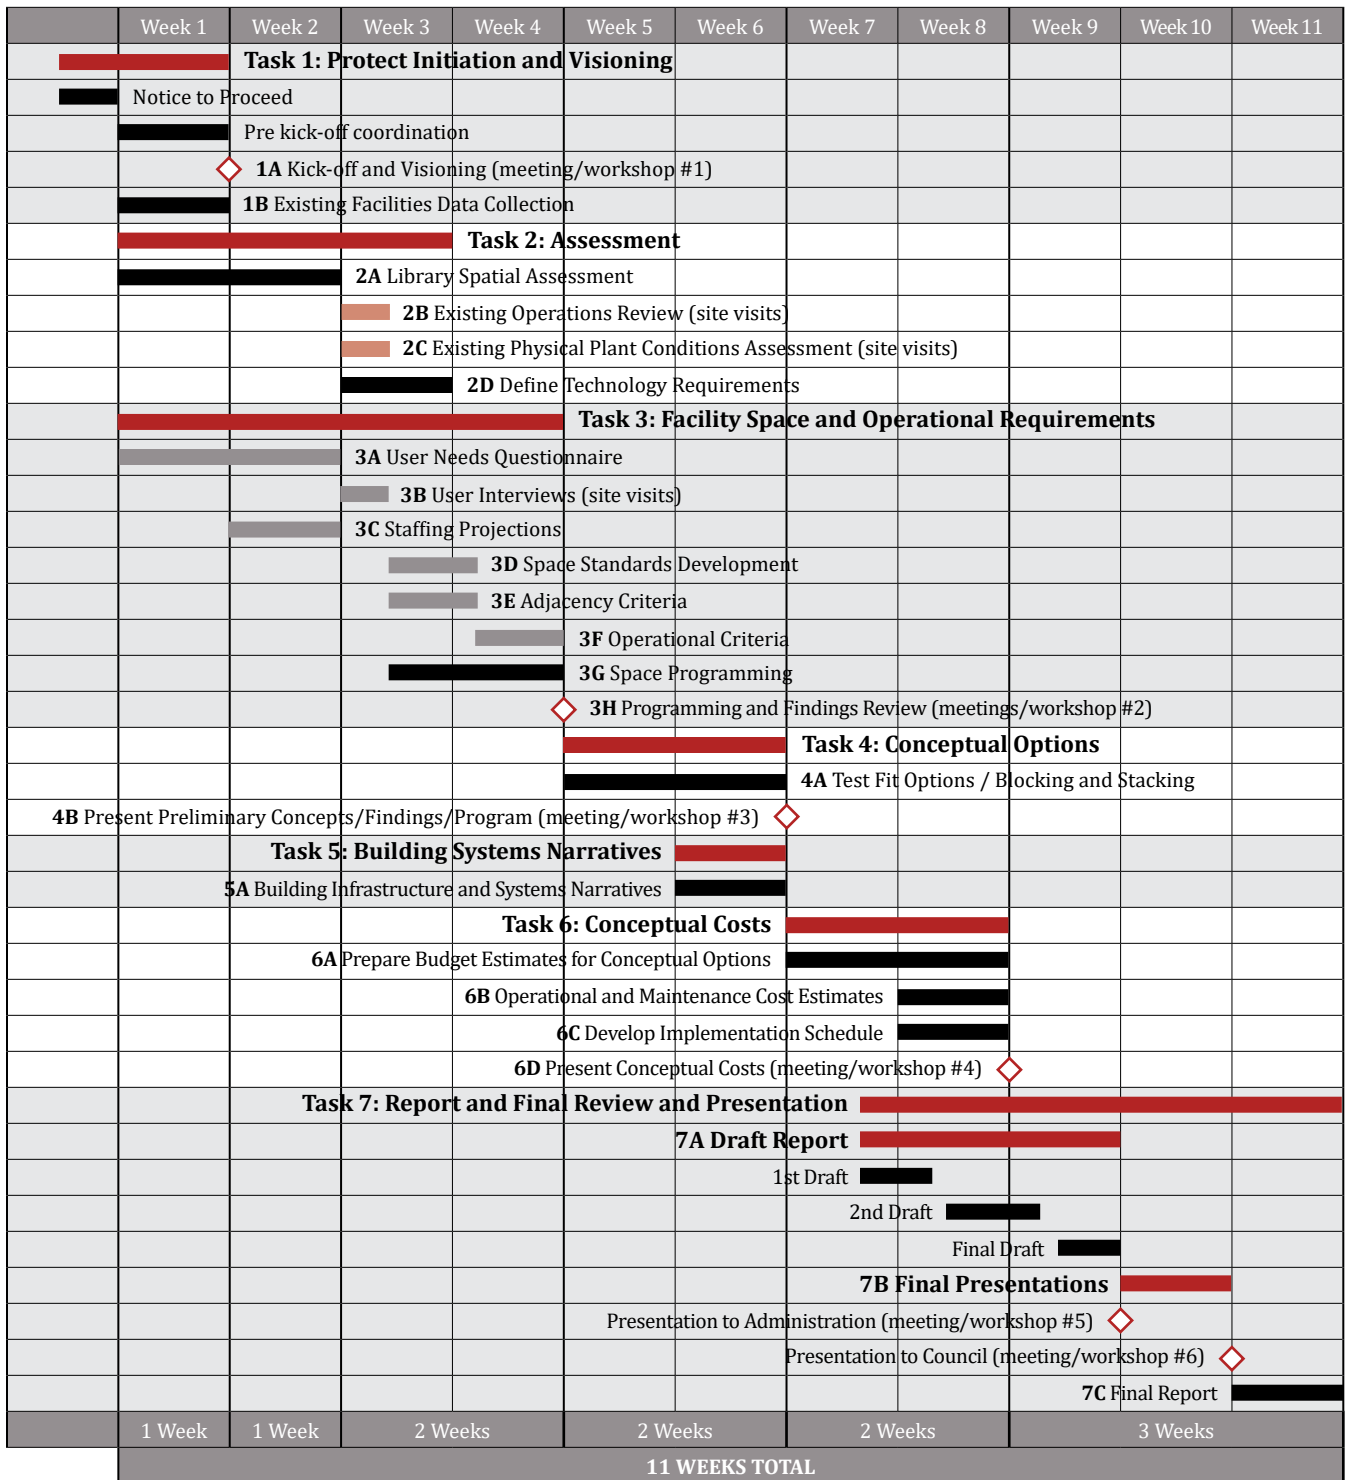 Week 1 Week 2 Week 3 Week 4 Week 5 Week 6 Week 7 Week 8 Week 9 Week 10 Week 11
Task 1: Protect Initiation and Visioning
Notice to Proceed
Pre kick-off coordination
1A Kick-off and Visioning (meeting/workshop #1)
1B Existing Facilities Data Collection
Task 2: Assessment
2A Library Spatial Assessment
2B Existing Operations Review (site visits)
2C Existing Physical Plant Conditions Assessment (site visits)
2D Define Technology Requirements
Task 3: Facility Space and Operational Requirements
3A User Needs Questionnaire
3B User Interviews (site visits)
3C Staffing Projections
3D Space Standards Development
3E Adjacency Criteria
3F Operational Criteria
3G Space Programming
3H Programming and Findings Review (meetings/workshop #2)
Task 4: Conceptual Options
4A Test Fit Options / Blocking and Stacking
4B Present Preliminary Concepts/Findings/Program (meeting/workshop #3)
Task 5: Building Systems Narratives
5A Building Infrastructure and Systems Narratives
Task 6: Conceptual Costs
6A Prepare Budget Estimates for Conceptual Options
6B Operational and Maintenance Cost Estimates
6C Develop Implementation Schedule
6D Present Conceptual Costs (meeting/workshop #4)
Task 7: Report and Final Review and Presentation
7A Draft Report
1st Draft
2nd Draft
Final Draft
7B Final Presentations
Presentation to Administration (meeting/workshop #5)
Presentation to Council (meeting/workshop #6)
7C Final Report
1 Week 1 Week 2 Weeks 2 Weeks 2 Weeks 3 Weeks
11 WEEKS TOTAL